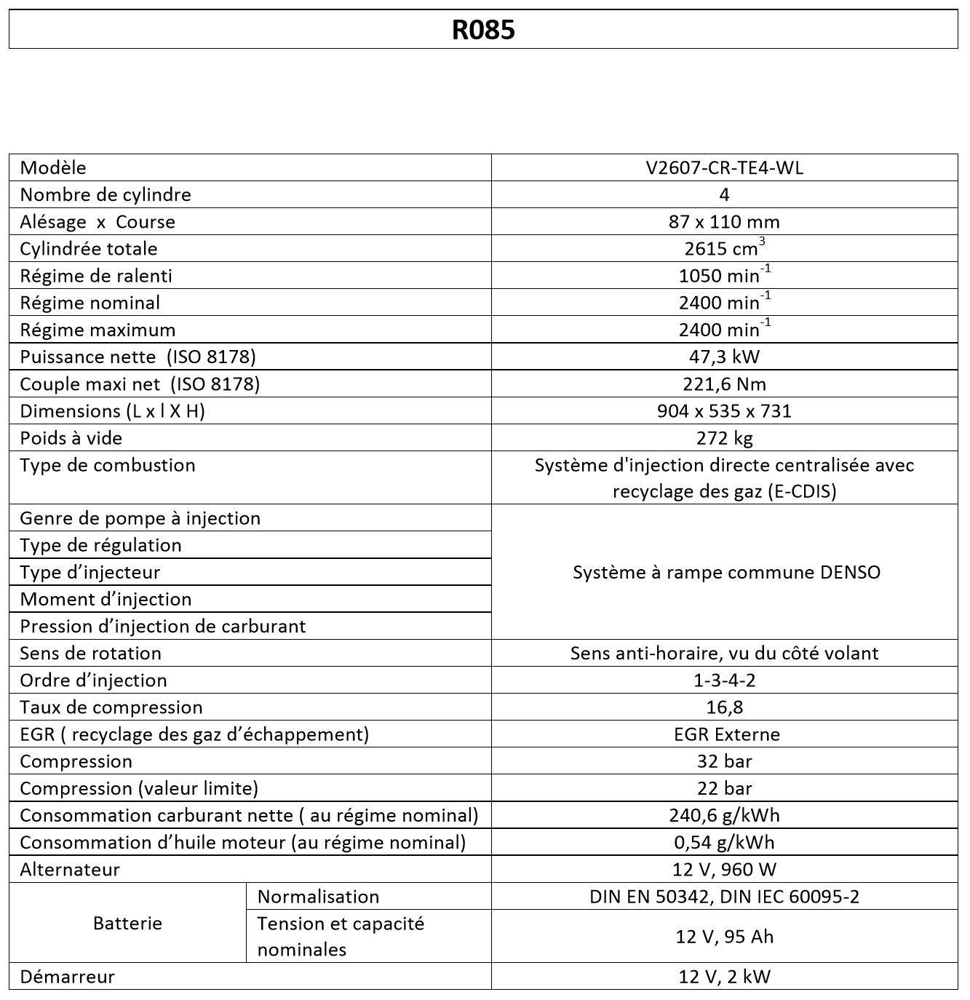 R085
Modèle V2607-CR-TE4-WL
Nombre de cylindre 4
Alésage  x  Course 87 x 110 mm
Cylindrée totale 2615 cm³
Régime de ralenti 1050 min⁻¹
Régime nominal 2400 min⁻¹
Régime maximum 2400 min⁻¹
Puissance nette  (ISO 8178) 47,3 kW
Couple maxi net  (ISO 8178) 221,6 Nm
Dimensions (L x l X H) 904 x 535 x 731
Poids à vide 272 kg
Type de combustion Système d'injection directe centralisée avec
recyclage des gaz (E-CDIS)
Genre de pompe à injection
Type de régulation
Type d’injecteur Système à rampe commune DENSO
Moment d’injection
Pression d’injection de carburant
Sens de rotation Sens anti-horaire, vu du côté volant
Ordre d’injection 1-3-4-2
Taux de compression 16,8
EGR ( recyclage des gaz d’échappement) EGR Externe
Compression 32 bar
Compression (valeur limite) 22 bar
Consommation carburant nette ( au régime nominal) 240,6 g/kWh
Consommation d’huile moteur (au régime nominal) 0,54 g/kWh
Alternateur 12 V, 960 W
Batterie Normalisation DIN EN 50342, DIN IEC 60095-2
Tension et capacité
nominales 12 V, 95 Ah
Démarreur 12 V, 2 kW